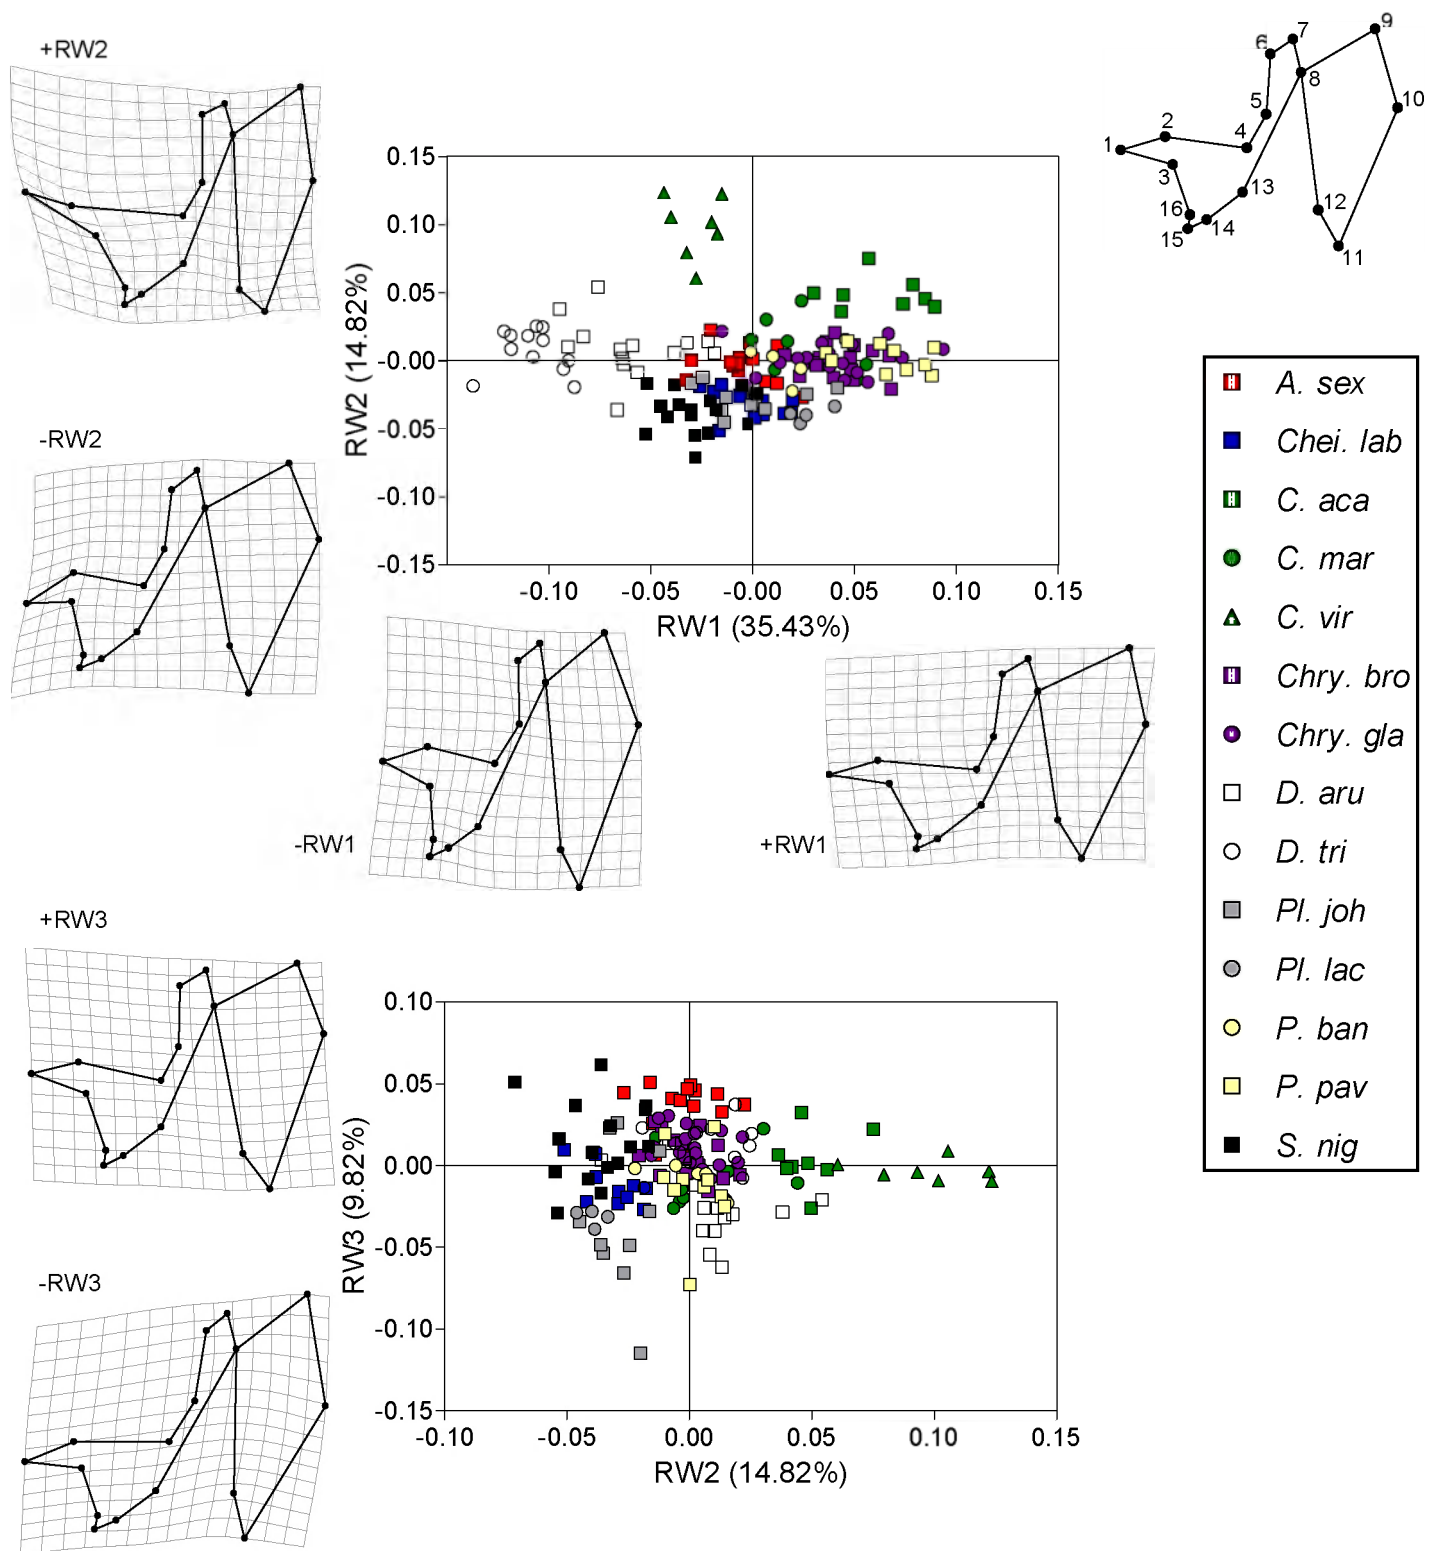 +RW2
-RW2
0.15
0.10
0.05
-0.00
-0.05
-0.10
-0.15
RW2 (14.82%)
-0.10 -0.05 0.00 0.05 0.10 0.15
RW1 (35.43%)
1 2 3 4 5 6 7 8 9 10 11 12 13 14 15 16
-RW1
+RW1
A. sex
Chei. lab
C. aca
C. mar
C. vir
Chry. bro
Chry. gla
D. aru
D. tri
Pl. joh
Pl. lac
P. ban
P. pav
S. nig
+RW3
-RW3
0.10
0.05
0.00
-0.05
-0.10
-0.15
RW3 (9.82%)
-0.10 -0.05 0.00 0.05 0.10 0.15
RW2 (14.82%)